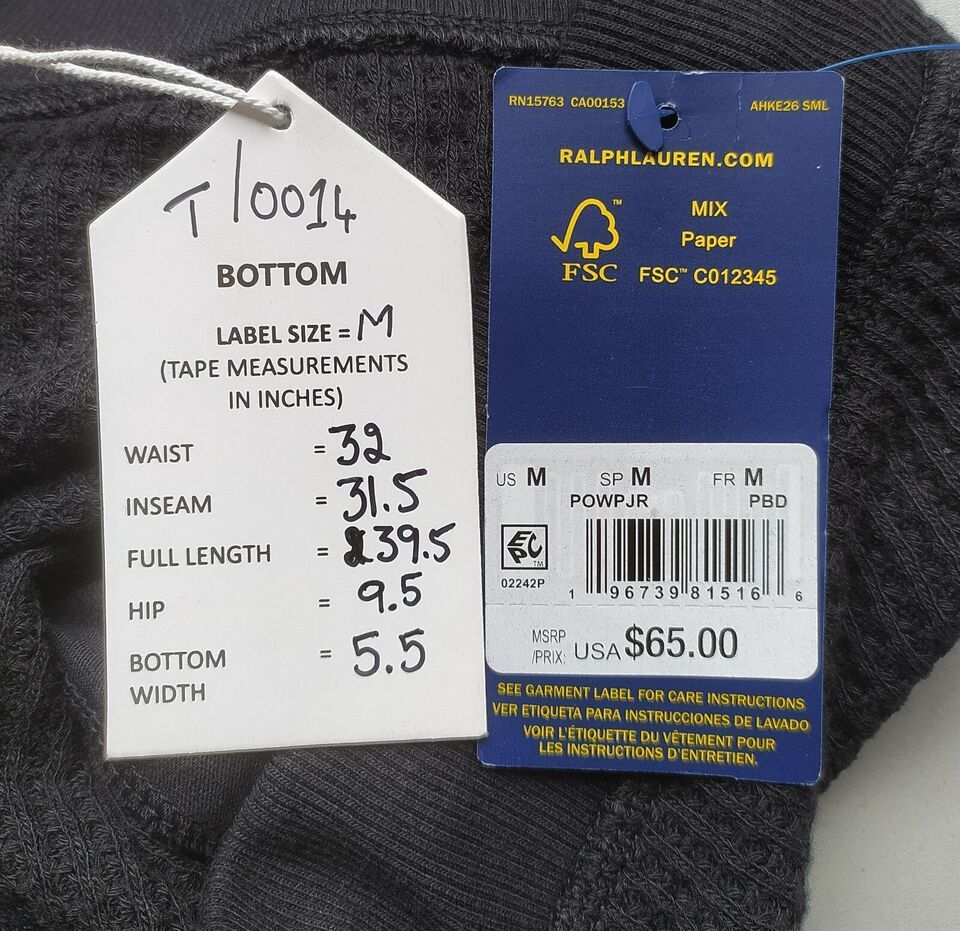 T/0014
BOTTOM
LABEL SIZE = M
(TAPE MEASUREMENTS
IN INCHES)
WAIST = 32
INSEAM = 31.5
FULL LENGTH = 39.5
HIP = 9.5
BOTTOM = 5.5
WIDTH
RN15763 CA00153
AHKE26 SML
RALPHLAUREN.COM
FSC
MIX
Paper
FSC™ C012345
US M SP M FR M
POWPJR PBD
EPC
TM
02242P
1 96739 81516 6
MSRP
/PRIX: USA $65.00
SEE GARMENT LABEL FOR CARE INSTRUCTIONS
VER ETIQUETA PARA INSTRUCCIONES DE LAVADO
VOIR L'ÉTIQUETTE DU VÊTEMENT POUR
LES INSTRUCTIONS D'ENTRETIEN.